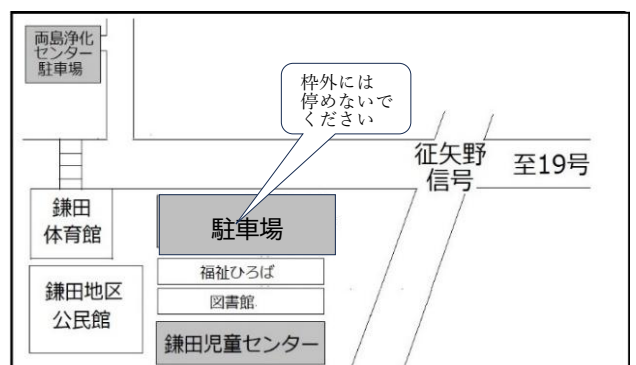 両島浄化
センター
駐車場
枠外には
停めないで
ください
征矢野
信号
至19号
鎌田
体育館
駐車場
福祉ひろば
図書館
鎌田地区
公民館
鎌田児童センター